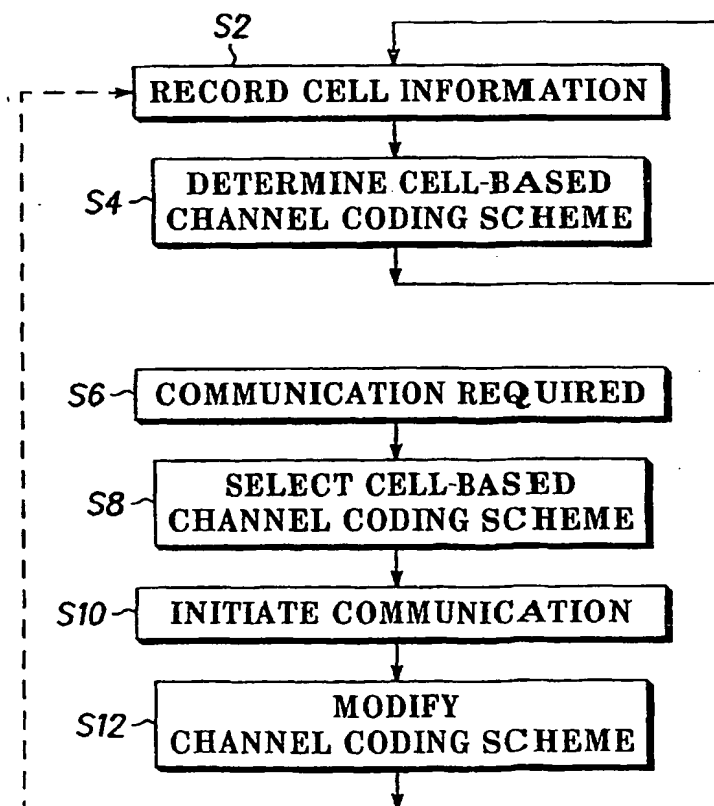 S2
RECORD CELL INFORMATION
S4
DETERMINE CELL-BASED
CHANNEL CODING SCHEME
S6
COMMUNICATION REQUIRED
S8
SELECT CELL-BASED
CHANNEL CODING SCHEME
S10
INITIATE COMMUNICATION
S12
MODIFY
CHANNEL CODING SCHEME